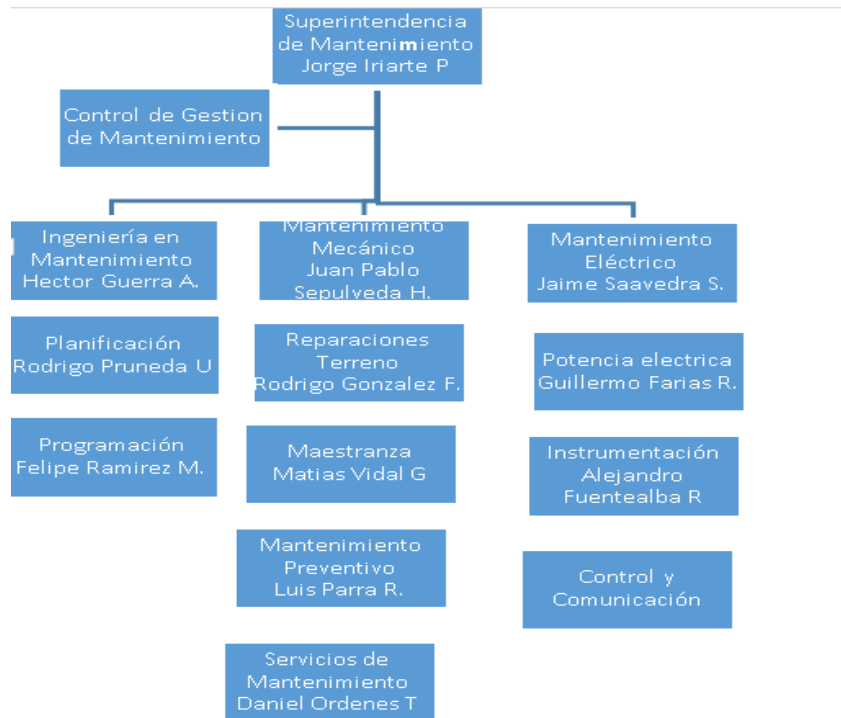 Superintendencia
de Mantenimiento
Jorge Iriarte P
Control de Gestion
de Mantenimiento
Ingeniería en
Mantenimiento
Hector Guerra A.
Mantenimiento
Mecánico
Juan Pablo
Sepulveda H.
Mantenimiento
Eléctrico
Jaime Saavedra S.
Planificación
Rodrigo Pruneda U
Reparaciones
Terreno
Rodrigo Gonzalez F.
Potencia electrica
Guillermo Farias R.
Programación
Felipe Ramirez M.
Maestranza
Matias Vidal G
Instrumentación
Alejandro
Fuentealba R
Mantenimiento
Preventivo
Luis Parra R.
Control y
Comunicación
Servicios de
Mantenimiento
Daniel Ordenes T